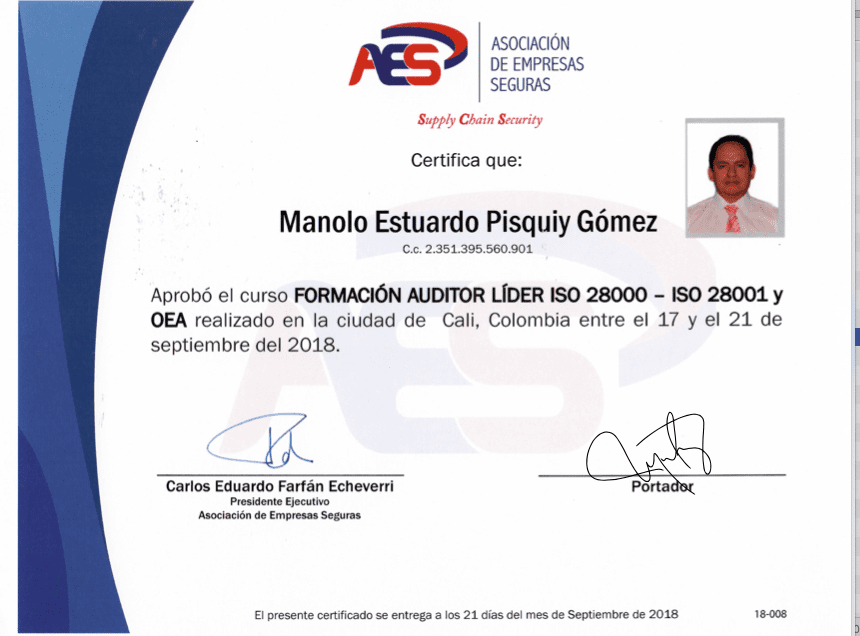 AES
ASOCIACIÓN
DE EMPRESAS
SEGURAS
Supply Chain Security
Certifica que:
Manolo Estuardo Pisquiy Gómez
C.c. 2.351.395.560.901
Aprobó el curso FORMACIÓN AUDITOR LÍDER ISO 28000 – ISO 28001 y
OEA realizado en la ciudad de Cali, Colombia entre el 17 y el 21 de
septiembre del 2018.
Carlos Eduardo Farfán Echeverri
Presidente Ejecutivo
Asociación de Empresas Seguras
Portador
El presente certificado se entrega a los 21 días del mes de Septiembre de 2018
18-008